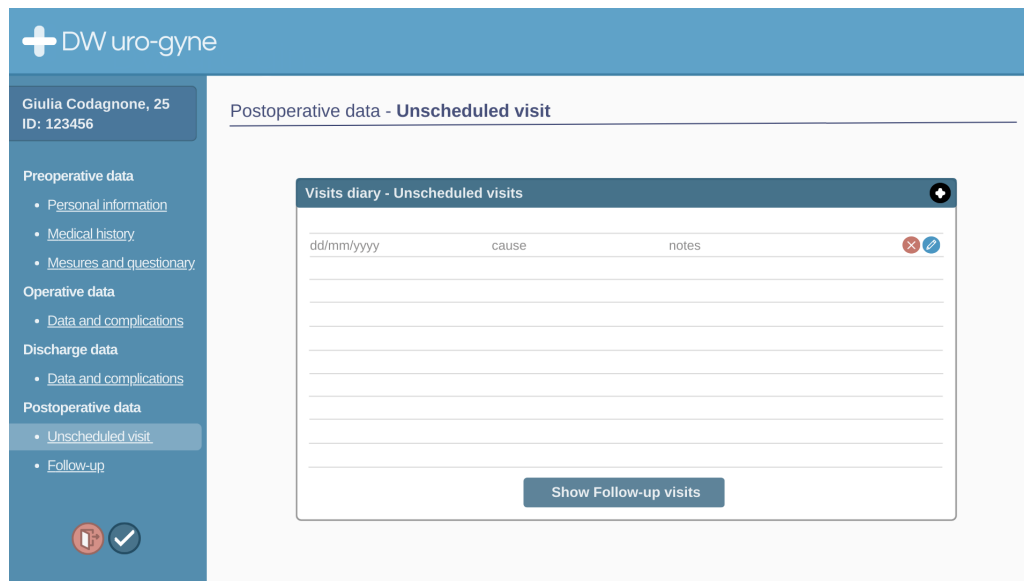 DW uro-gyne
Giulia Codagnone, 25
ID: 123456
Preoperative data
• Personal information
• Medical history
• Mesures and questionary
Operative data
• Data and complications
Discharge data
• Data and complications
Postoperative data
• Unscheduled visit
• Follow-up
Postoperative data - Unscheduled visit
Visits diary - Unscheduled visits
dd/mm/yyyy cause notes
Show Follow-up visits